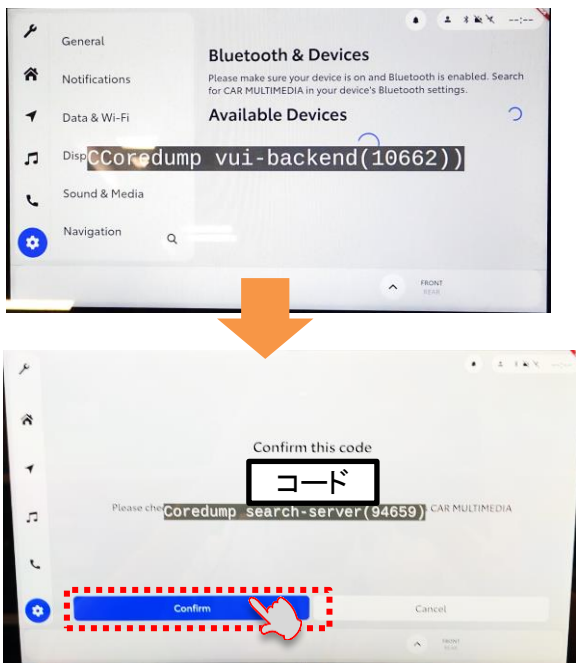 --:--
General
Bluetooth & Devices
Notifications
Please make sure your device is on and Bluetooth is enabled. Search
for CAR MULTIMEDIA in your device's Bluetooth settings.
Data & Wi-Fi
Available Devices
Disp
CCoredump vui-backend(10662))
Sound & Media
Navigation
FRONT
REAR
--:--
Confirm this code
コード
Please che
Coredump search-server(94659)
CAR MULTIMEDIA
Confirm
Cancel
FRONT
REAR